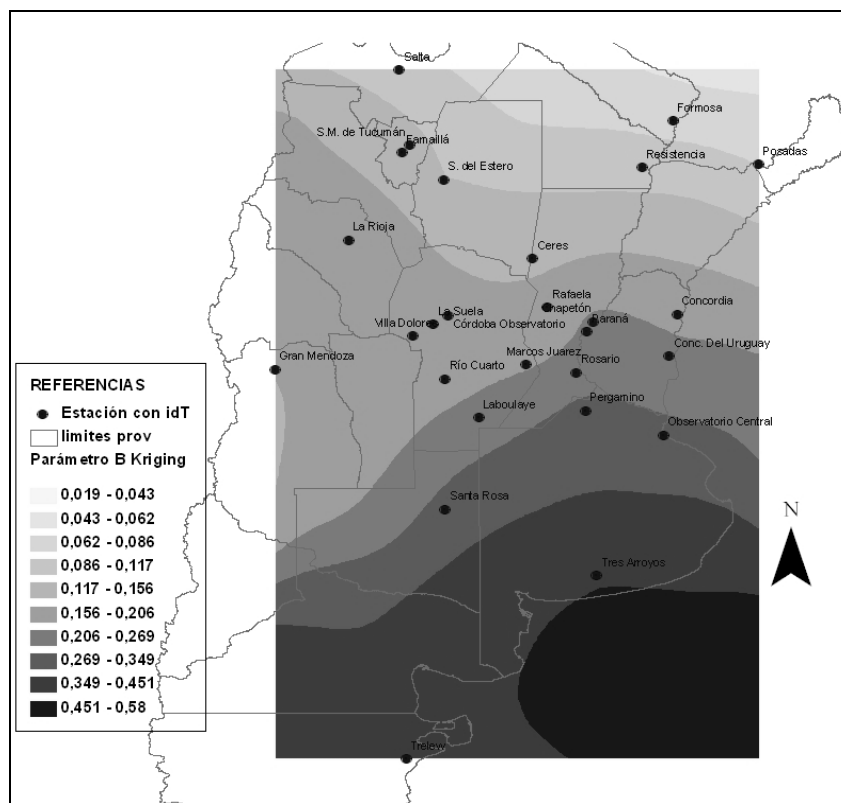 Salta
Formosa
S.M. de Tucumán
Famaillá
Posadas
Resistencia
S. del Estero
La Rioja
Ceres
Rafaela
Concordia
La Suela
Paraná
Villa Dolores
Córdoba Observatorio
Conc. Del Uruguay
Gran Mendoza
Marcos Juarez
Rosario
Río Cuarto
Pergamino
Laboulaye
Observatorio Central
Santa Rosa
Tres Arroyos
Trelew
N
REFERENCIAS
Estación con idT
limites prov
Parámetro B Kriging
0,019 - 0,043
0,043 - 0,062
0,062 - 0,086
0,086 - 0,117
0,117 - 0,156
0,156 - 0,206
0,206 - 0,269
0,269 - 0,349
0,349 - 0,451
0,451 - 0,58